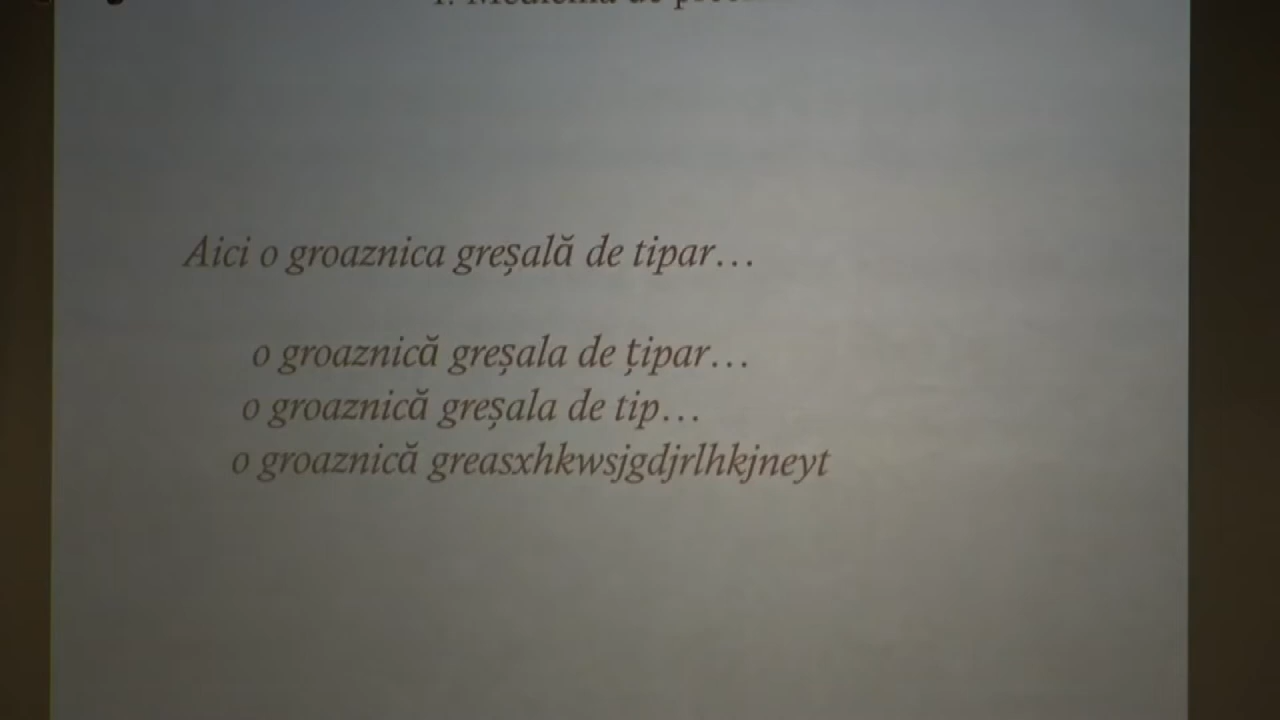 Aici o groaznica greșală de tipar…
o groaznică greșala de țipar…
o groaznică greșala de tip…
o groaznică greasxhkwsjgdjrlhkjneyt